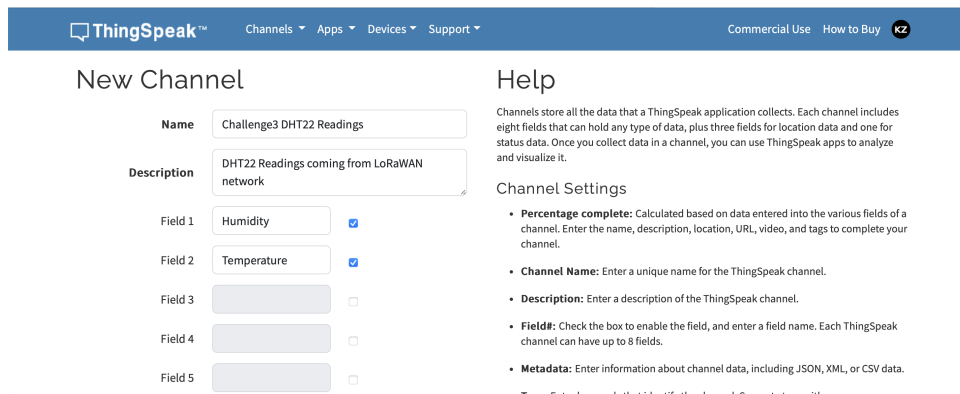 ThingSpeak™ Channels Apps Devices Support Commercial Use How to Buy KZ
New Channel
Name Challenge3 DHT22 Readings
Description DHT22 Readings coming from LoRaWAN
network
Field 1 Humidity
Field 2 Temperature
Field 3
Field 4
Field 5
Help
Channels store all the data that a ThingSpeak application collects. Each channel includes
eight fields that can hold any type of data, plus three fields for location data and one for
status data. Once you collect data in a channel, you can use ThingSpeak apps to analyze
and visualize it.
Channel Settings
• Percentage complete: Calculated based on data entered into the various fields of a
channel. Enter the name, description, location, URL, video, and tags to complete your
channel.
• Channel Name: Enter a unique name for the ThingSpeak channel.
• Description: Enter a description of the ThingSpeak channel.
• Field#: Check the box to enable the field, and enter a field name. Each ThingSpeak
channel can have up to 8 fields.
• Metadata: Enter information about channel data, including JSON, XML, or CSV data.